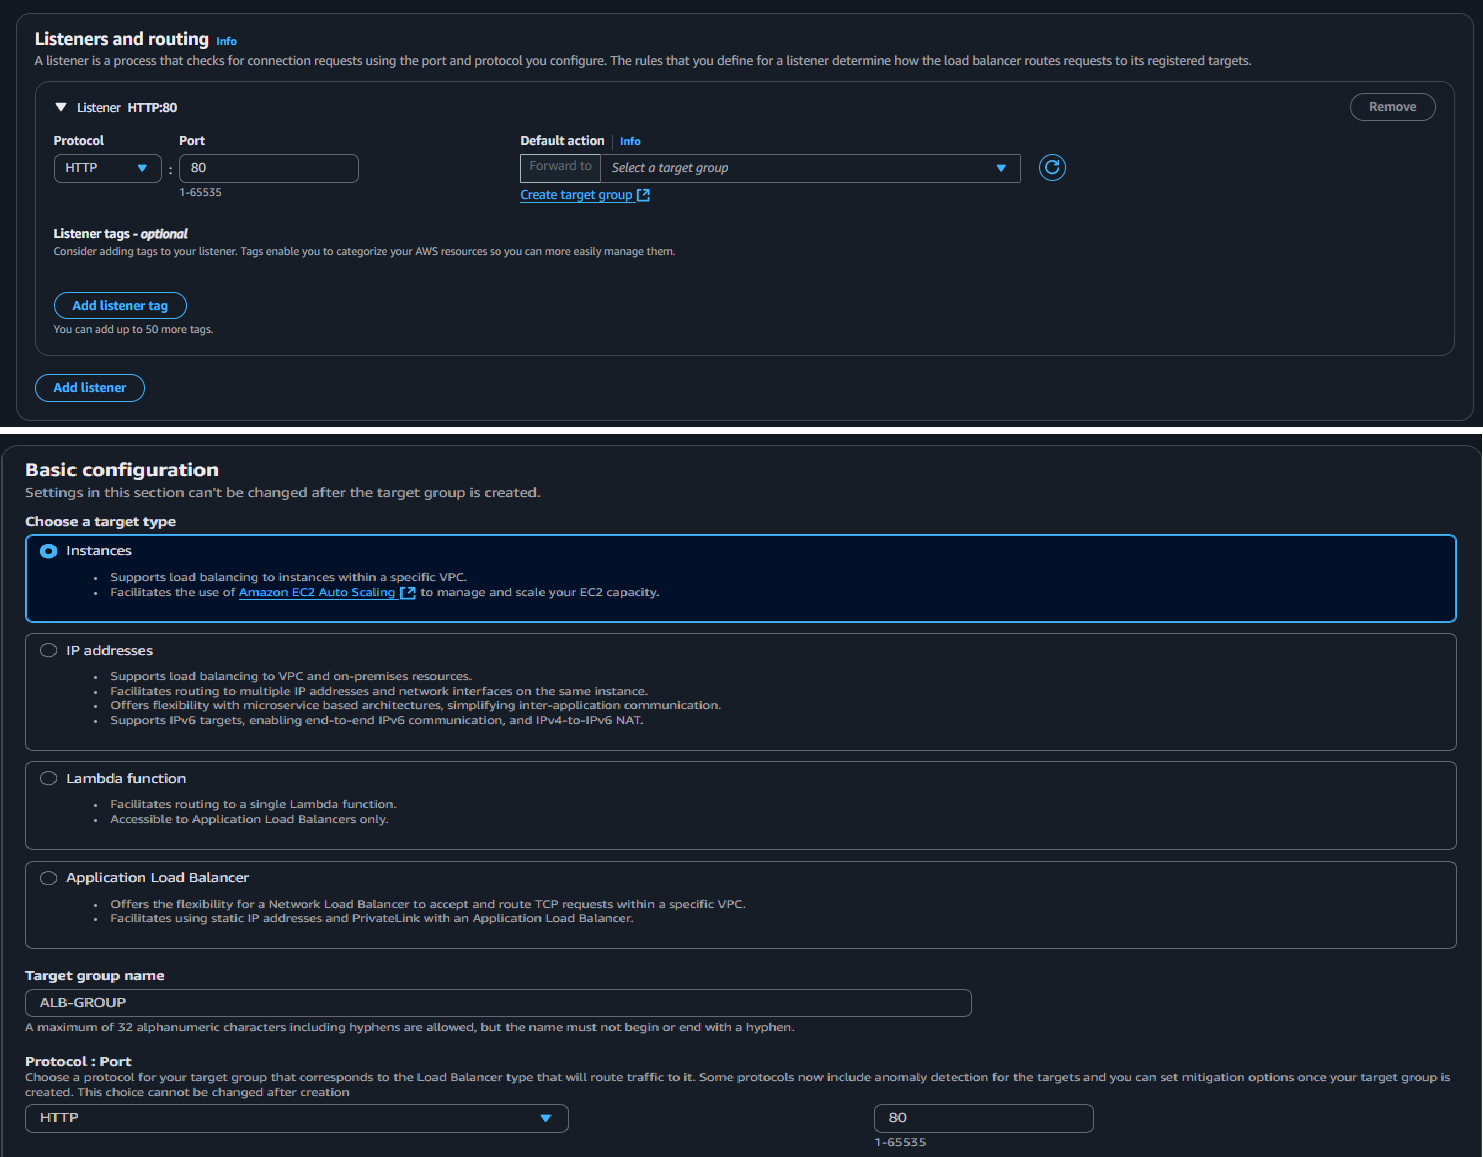 Listeners and routing Info
A listener is a process that checks for connection requests using the port and protocol you configure. The rules that you define for a listener determine how the load balancer routes requests to its registered targets.
Listener HTTP:80
Remove
Protocol Port Default action Info
HTTP : 80 Forward to Select a target group
1-65535 Create target group
Listener tags - optional
Consider adding tags to your listener. Tags enable you to categorize your AWS resources so you can more easily manage them.
Add listener tag
You can add up to 50 more tags.
Add listener
Basic configuration
Settings in this section can't be changed after the target group is created.
Choose a target type
Instances
• Supports load balancing to instances within a specific VPC.
• Facilitates the use of Amazon EC2 Auto Scaling to manage and scale your EC2 capacity.
IP addresses
• Supports load balancing to VPC and on-premises resources.
• Facilitates routing to multiple IP addresses and network interfaces on the same instance.
• Offers flexibility with microservice based architectures, simplifying inter-application communication.
• Supports IPv6 targets, enabling end-to-end IPv6 communication, and IPv4-to-IPv6 NAT.
Lambda function
• Facilitates routing to a single Lambda function.
• Accessible to Application Load Balancers only.
Application Load Balancer
• Offers the flexibility for a Network Load Balancer to accept and route TCP requests within a specific VPC.
• Facilitates using static IP addresses and PrivateLink with an Application Load Balancer.
Target group name
ALB-GROUP
A maximum of 32 alphanumeric characters including hyphens are allowed, but the name must not begin or end with a hyphen.
Protocol : Port
Choose a protocol for your target group that corresponds to the Load Balancer type that will route traffic to it. Some protocols now include anomaly detection for the targets and you can set mitigation options once your target group is
created. This choice cannot be changed after creation
HTTP 80
1-65535